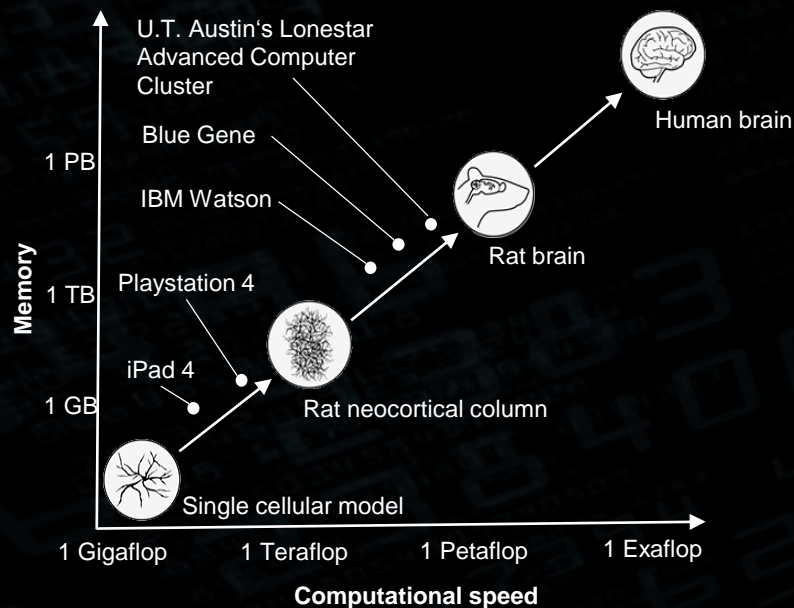 U.T. Austin‘s Lonestar
Advanced Computer
Cluster
Human brain
Blue Gene
1 PB
IBM Watson
Rat brain
Memory
1 TB
Playstation 4
iPad 4
1 GB
Rat neocortical column
Single cellular model
1 Gigaflop
1 Teraflop
1 Petaflop
1 Exaflop
Computational speed